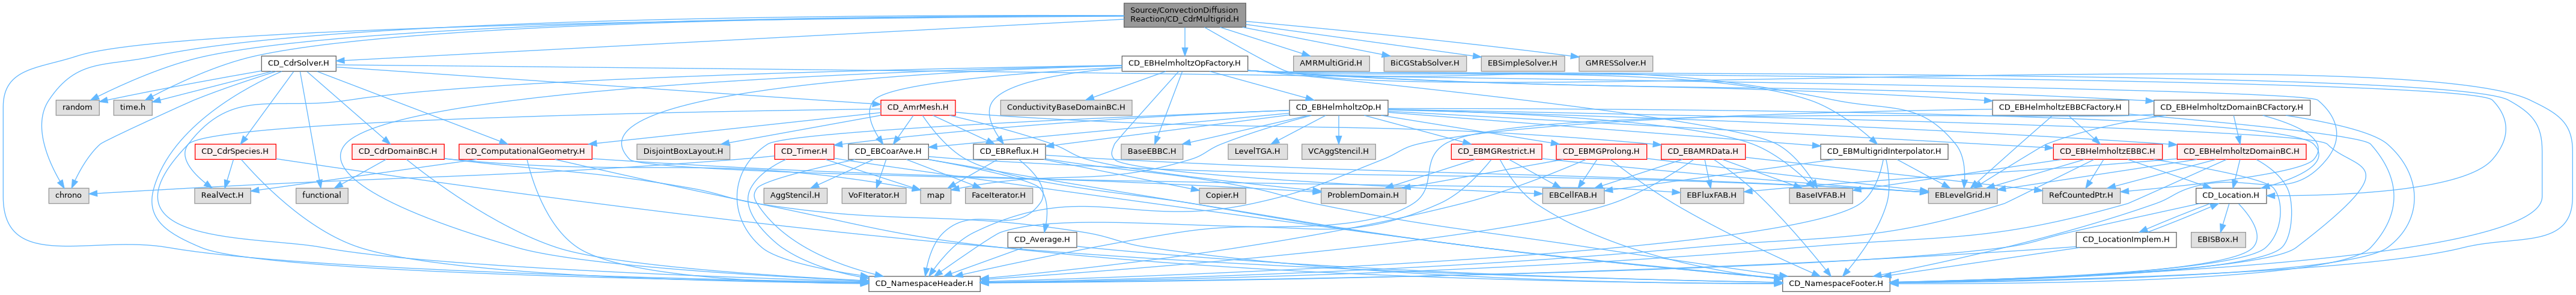 Source/ConvectionDiffusion
Reaction/CD_CdrMultigrid.H
CD_CdrSolver.H
CD_EBHelmholtzOpFactory.H
AMRMultiGrid.H
BiCGStabSolver.H
EBSimpleSolver.H
GMRESSolver.H
random
time.h
CD_AmrMesh.H
ConductivityBaseDomainBC.H
CD_EBHelmholtzOp.H
CD_EBHelmholtzEBBCFactory.H
CD_EBHelmholtzDomainBCFactory.H
CD_CdrSpecies.H
CD_CdrDomainBC.H
CD_ComputationalGeometry.H
DisjointBoxLayout.H
CD_Timer.H
CD_EBCoarAve.H
CD_EBReflux.H
BaseEBBC.H
LevelTGA.H
VCAggStencil.H
CD_EBMGRestrict.H
CD_EBMGProlong.H
CD_EBAMRData.H
CD_EBMultigridInterpolator.H
CD_EBHelmholtzEBBC.H
CD_EBHelmholtzDomainBC.H
chrono
RealVect.H
functional
AggStencil.H
VoFIterator.H
map
FaceIterator.H
Copier.H
ProblemDomain.H
EBCellFAB.H
EBFluxFAB.H
BaseIVFAB.H
EBLevelGrid.H
RefCountedPtr.H
CD_Location.H
CD_Average.H
CD_LocationImplem.H
EBISBox.H
CD_NamespaceHeader.H
CD_NamespaceFooter.H